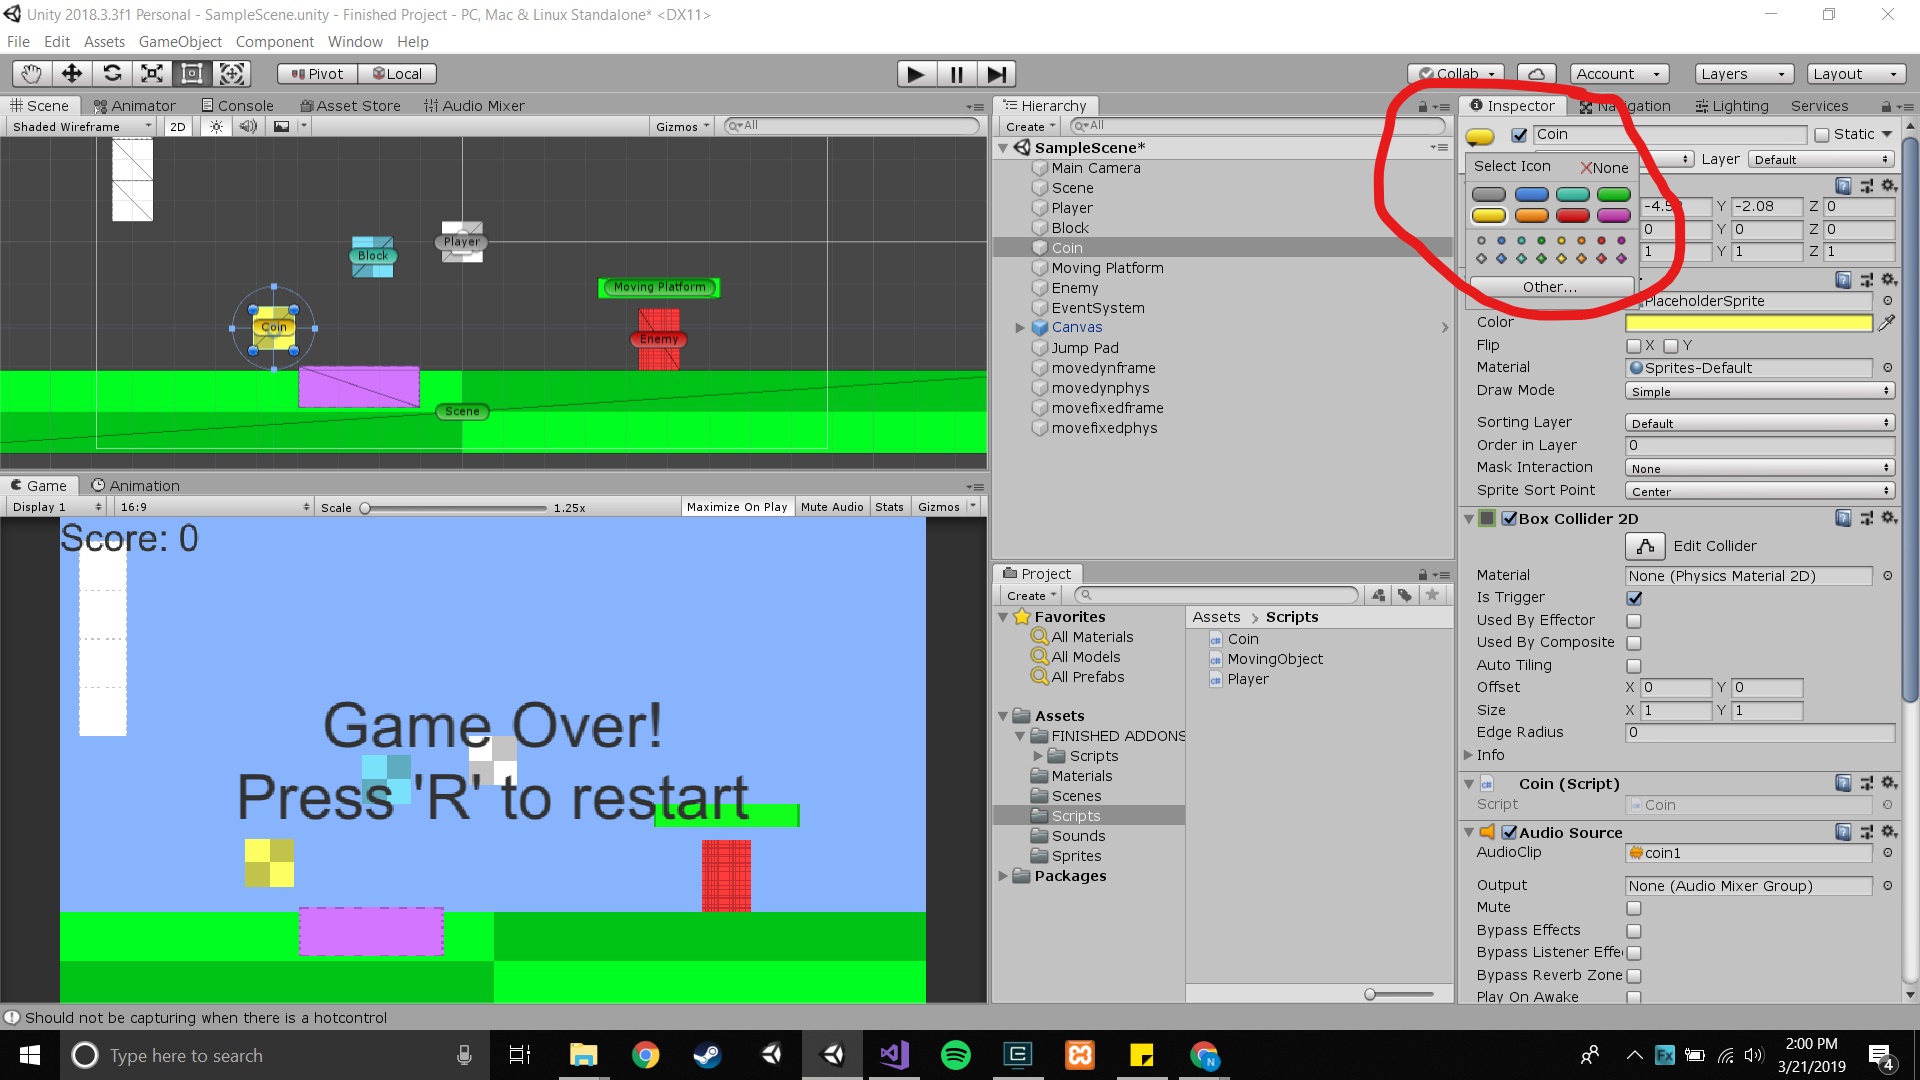 Unity 2018.3.3f1 Personal - SampleScene.unity - Finished Project - PC, Mac & Linux Standalone* <DX11>
File Edit Assets GameObject Component Window Help
Pivot Local Collab Account Layers Layout
Scene Animator Console Asset Store Audio Mixer
Shaded Wireframe 2D Gizmos All
Player
Block
Moving Platform
Coin
Enemy
Scene
Game Animation
Display 1 16:9 Scale 1.25x Maximize On Play Mute Audio Stats Gizmos
Score: 0
Game Over!
Press 'R' to restart
Hierarchy
Create All
SampleScene*
Main Camera
Scene
Player
Block
Coin
Moving Platform
Enemy
EventSystem
Canvas
Jump Pad
movedynframe
movedynphys
movefixedframe
movefixedphys
Project
Create
Favorites
All Materials
All Models
All Prefabs
Assets
FINISHED ADDONS
Scripts
Materials
Scenes
Scripts
Sounds
Sprites
Packages
Assets Scripts
Coin
MovingObject
Player
Inspector Navigation Lighting Services
Coin Static
Layer Default
Select Icon None
Other...
-4.5 Y -2.08 Z 0
0 Y 0 Z 0
1 Y 1 Z 1
PlaceholderSprite
Color
Flip X Y
Material Sprites-Default
Draw Mode Simple
Sorting Layer Default
Order in Layer 0
Mask Interaction None
Sprite Sort Point Center
Box Collider 2D
Edit Collider
Material None (Physics Material 2D)
Is Trigger
Used By Effector
Used By Composite
Auto Tiling
Offset X 0 Y 0
Size X 1 Y 1
Edge Radius 0
Info
Coin (Script)
Script Coin
Audio Source
AudioClip coin1
Output None (Audio Mixer Group)
Mute
Bypass Effects
Bypass Listener Effe
Bypass Reverb Zone
Play On Awake
Should not be capturing when there is a hotcontrol
Type here to search
Fx
N
2:00 PM
3/21/2019
4